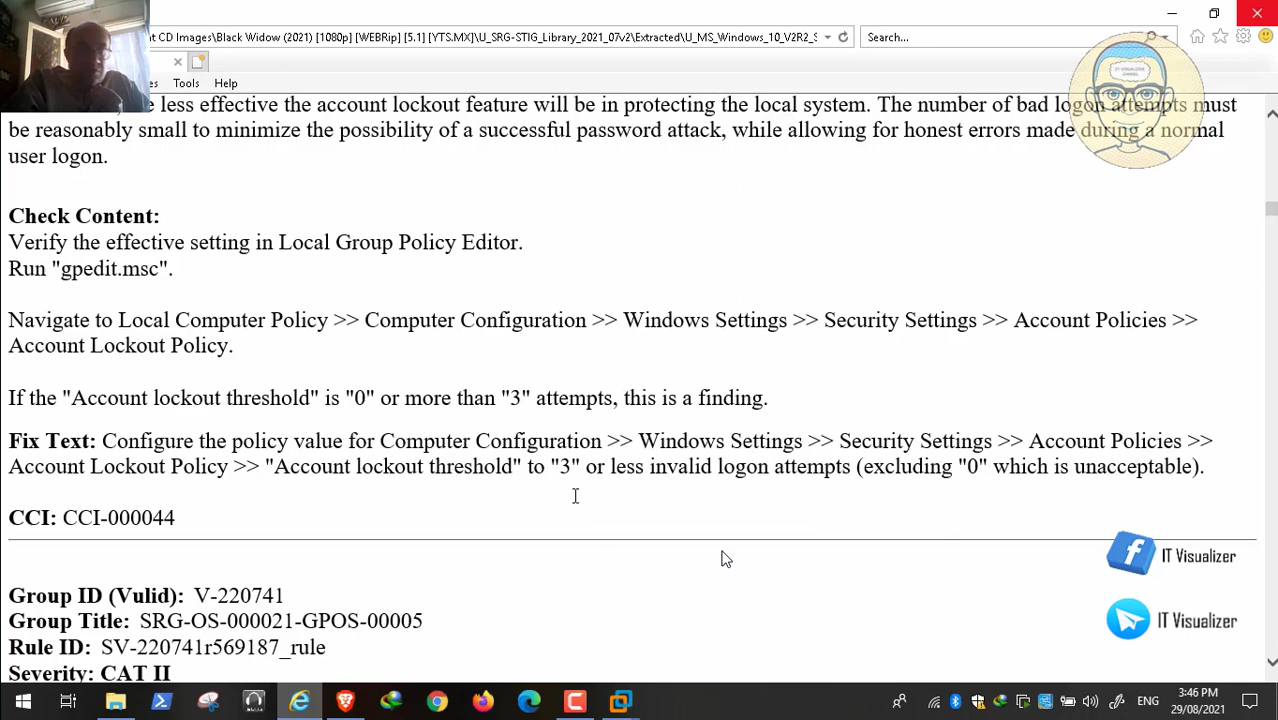 nt CD Images\Black Widow (2021) [1080p] [WEBRip] [5.1] [YTS.MX]\U_SRG-STIG_Library_2021_07v2\Extracted\U_MS_Windows_10_V2R2_S
Search...
es Tools Help
IT VISUALIZER
CHANNEL
e less effective the account lockout feature will be in protecting the local system. The number of bad logon attempts must
be reasonably small to minimize the possibility of a successful password attack, while allowing for honest errors made during a normal
user logon.
Check Content:
Verify the effective setting in Local Group Policy Editor.
Run "gpedit.msc".
Navigate to Local Computer Policy >> Computer Configuration >> Windows Settings >> Security Settings >> Account Policies >>
Account Lockout Policy.
If the "Account lockout threshold" is "0" or more than "3" attempts, this is a finding.
Fix Text: Configure the policy value for Computer Configuration >> Windows Settings >> Security Settings >> Account Policies >>
Account Lockout Policy >> "Account lockout threshold" to "3" or less invalid logon attempts (excluding "0" which is unacceptable).
CCI: CCI-000044
IT Visualizer
Group ID (Vulid): V-220741
Group Title: SRG-OS-000021-GPOS-00005
IT Visualizer
Rule ID: SV-220741r569187_rule
Severity: CAT II
ENG
3:46 PM
29/08/2021